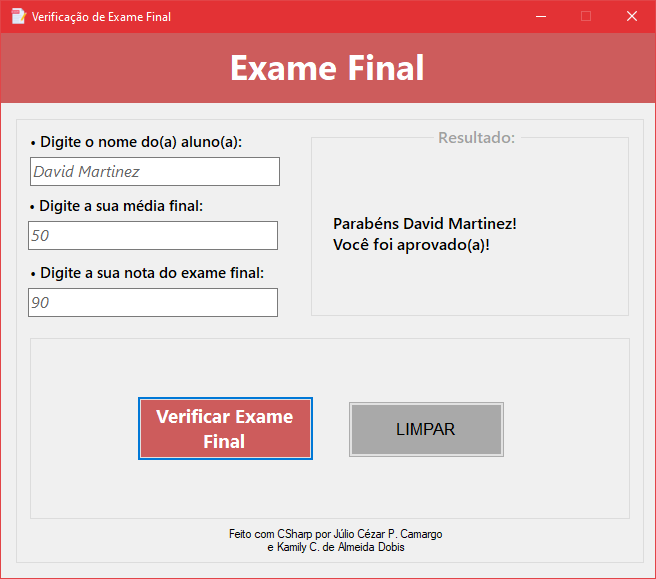 Verificação de Exame Final
Exame Final
• Digite o nome do(a) aluno(a):
David Martinez
• Digite a sua média final:
50
• Digite a sua nota do exame final:
90
Resultado:
Parabéns David Martinez!
Você foi aprovado(a)!
Verificar Exame
Final
LIMPAR
Feito com CSharp por Júlio Cézar P. Camargo
e Kamily C. de Almeida Dobis